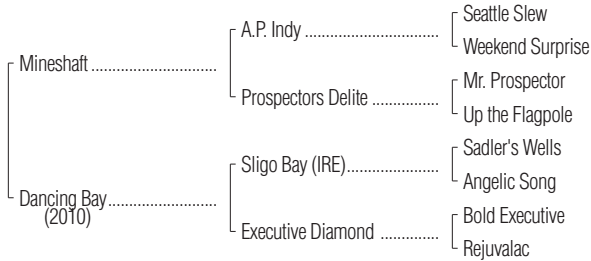 Seattle Slew
A.P. Indy ..........................
Weekend Surprise
Mineshaft ........................
Mr. Prospector
Prospectors Delite .............
Up the Flagpole
Sadler's Wells
Sligo Bay (IRE)..................
Angelic Song
Dancing Bay .....................
(2010)
Bold Executive
Executive Diamond ...........
Rejuvalac